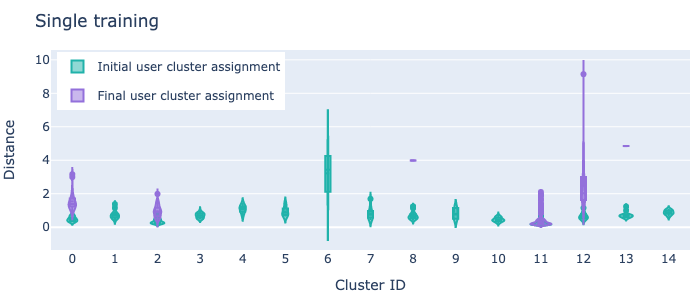 Single training
Initial user cluster assignment
Final user cluster assignment
Distance
10
8
6
4
2
0
0 1 2 3 4 5 6 7 8 9 10 11 12 13 14
Cluster ID